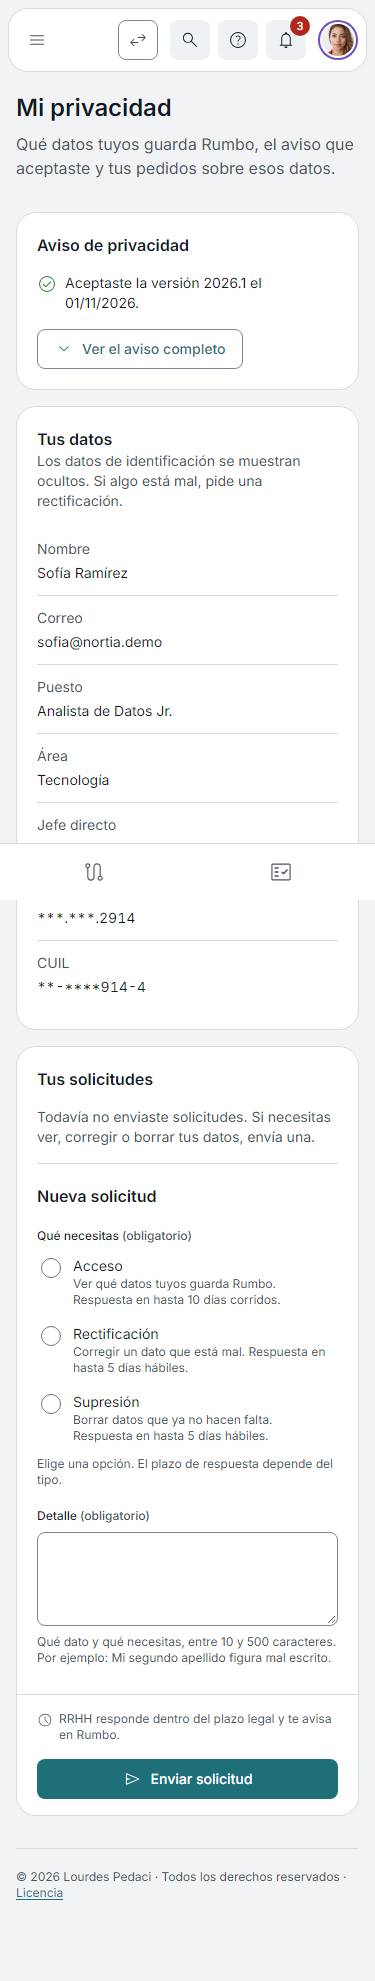 3
Mi privacidad
Qué datos tuyos guarda Rumbo, el aviso que
aceptaste y tus pedidos sobre esos datos.
Aviso de privacidad
Aceptaste la versión 2026.1 el
01/11/2026.
Ver el aviso completo
Tus datos
Los datos de identificación se muestran
ocultos. Si algo está mal, pide una
rectificación.
Nombre
Sofía Ramírez
Correo
sofia@nortia.demo
Puesto
Analista de Datos Jr.
Área
Tecnología
Jefe directo
***.***.2914
CUIL
**-****914-4
Tus solicitudes
Todavía no enviaste solicitudes. Si necesitas
ver, corregir o borrar tus datos, envía una.
Nueva solicitud
Qué necesitas (obligatorio)
Acceso
Ver qué datos tuyos guarda Rumbo.
Respuesta en hasta 10 días corridos.
Rectificación
Corregir un dato que está mal. Respuesta en
hasta 5 días hábiles.
Supresión
Borrar datos que ya no hacen falta.
Respuesta en hasta 5 días hábiles.
Elige una opción. El plazo de respuesta depende del
tipo.
Detalle (obligatorio)
Qué dato y qué necesitas, entre 10 y 500 caracteres.
Por ejemplo: Mi segundo apellido figura mal escrito.
RRHH responde dentro del plazo legal y te avisa
en Rumbo.
Enviar solicitud
© 2026 Lourdes Pedaci · Todos los derechos reservados ·
Licencia